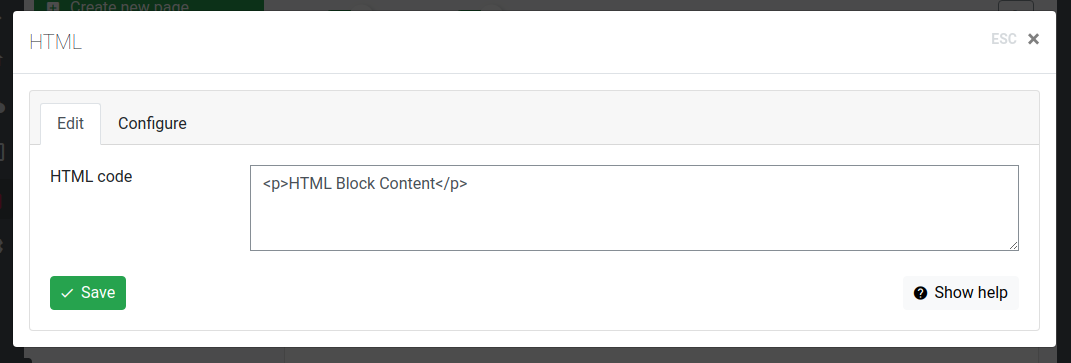 Create new page
HTML
ESC ×
Edit
Configure
HTML code
<p>HTML Block Content</p>
Save
Show help